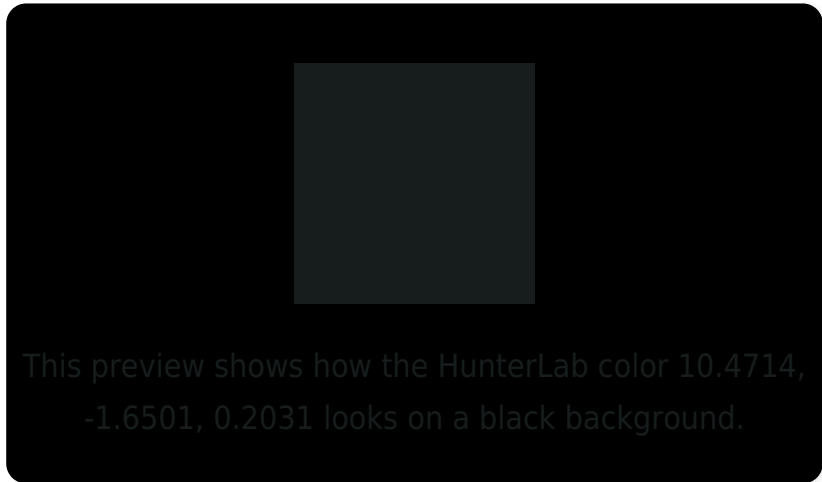 This preview shows how the HunterLab color 10.4714,
-1.6501, 0.2031 looks on a black background.